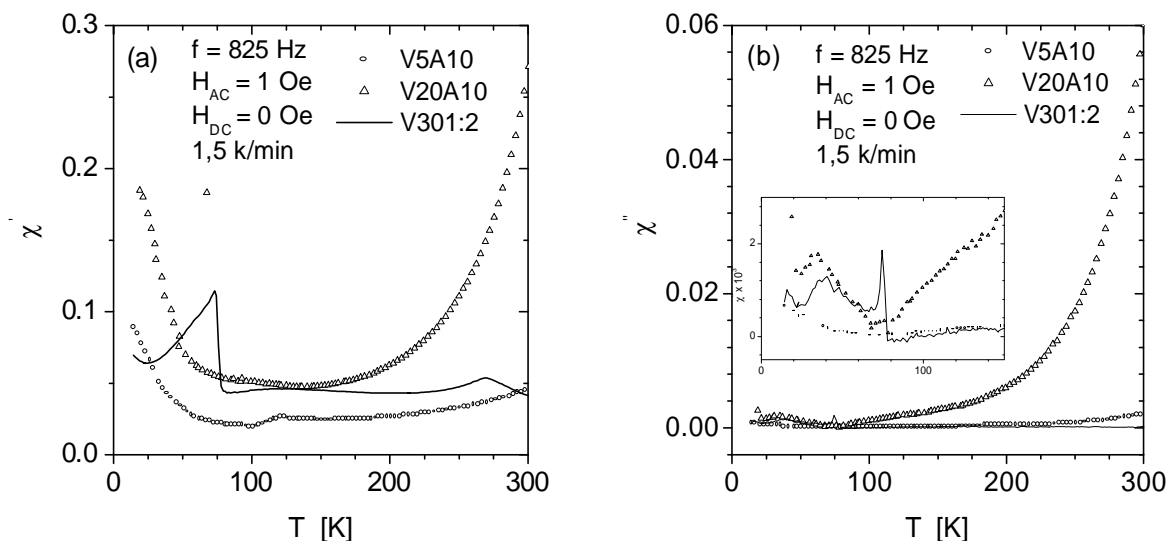 0.3
0.2
0.1
0.0
0
100
200
300
χ '
T [K]
(a)
f = 825 Hz
H_AC = 1 Oe
H_DC = 0 Oe
1,5 k/min
V5A10
V20A10
V301:2
0.06
0.04
0.02
0.00
0
100
200
300
χ ''
T [K]
(b)
f = 825 Hz
H_AC = 1 Oe
H_DC = 0 Oe
1,5 k/min
V5A10
V20A10
V301:2
2
1
0
0
100
χ x 10³